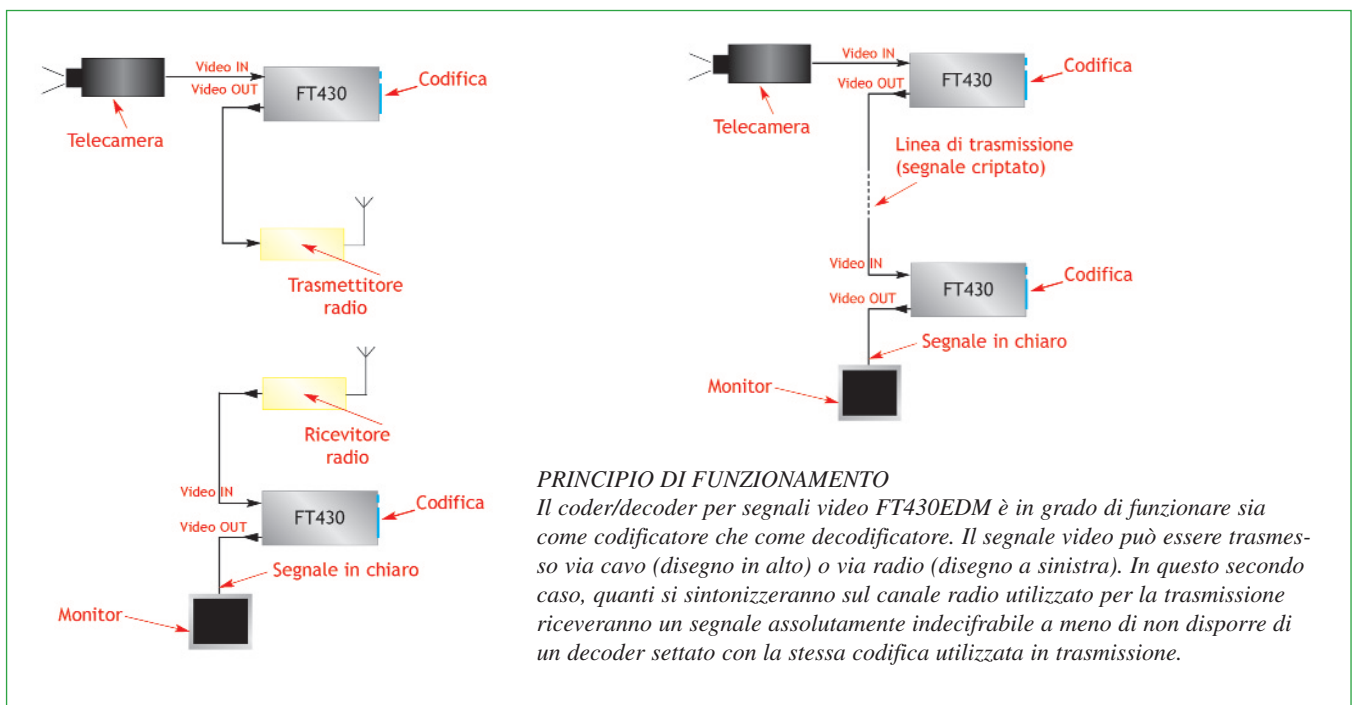 Video IN
Video OUT
FT430
Codifica
Telecamera
Trasmettitore
radio
Ricevitore
radio
Video IN
Video OUT
FT430
Codifica
Segnale in chiaro
Monitor
Video IN
Video OUT
FT430
Codifica
Telecamera
Linea di trasmissione
(segnale criptato)
Video IN
Video OUT
FT430
Codifica
Segnale in chiaro
Monitor
PRINCIPIO DI FUNZIONAMENTO
Il coder/decoder per segnali video FT430EDM è in grado di funzionare sia
come codificatore che come decodificatore. Il segnale video può essere trasmes-
so via cavo (disegno in alto) o via radio (disegno a sinistra). In questo secondo
caso, quanti si sintonizzeranno sul canale radio utilizzato per la trasmissione
riceveranno un segnale assolutamente indecifrabile a meno di non disporre di
un decoder settato con la stessa codifica utilizzata in trasmissione.